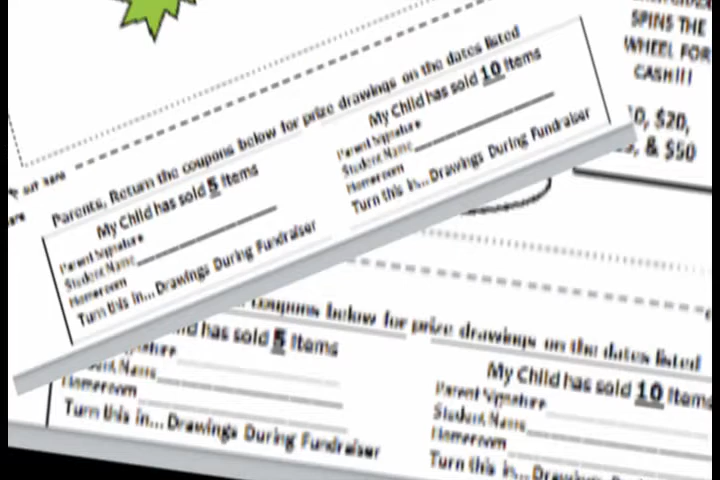 SPINS THE
WHEEL FOR
CASH!!!
$20,
& $50
out here
Parents, Return the coupons below for prize drawings on the dates listed
My Child has sold 5 Items
Parent Signature
Student Name
Homeroom
Turn this in... Drawings During Fundraiser
My Child has sold 10 Items
Parent Signature
Student Name
Homeroom
Turn this in... Drawings During Fundraiser
coupons below for prize drawings on the dates listed
has sold 5 Items
Name
Homeroom
Turn this in... Drawings During Fundraiser
My Child has sold 10 Items
Parent Signature
Student Name
Homeroom
Turn this in... Drawings During